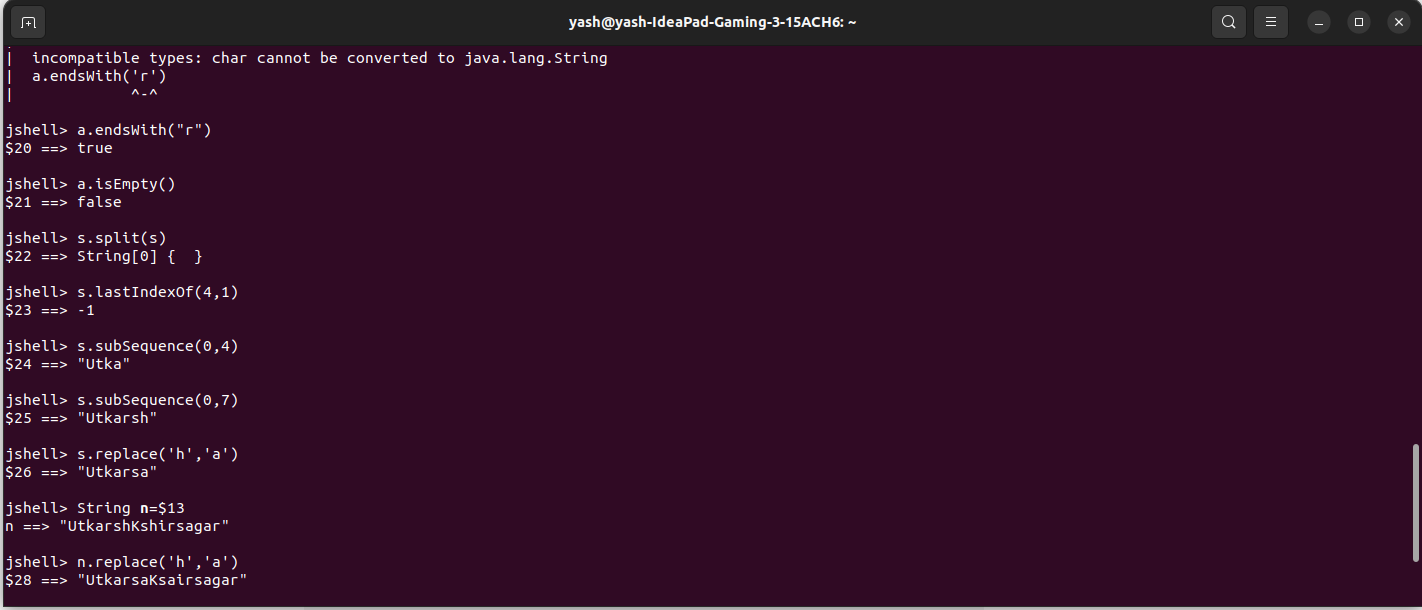 yash@yash-IdeaPad-Gaming-3-15ACH6: ~
|  incompatible types: char cannot be converted to java.lang.String
|  a.endsWith('r')
|             ^-^
jshell> a.endsWith("r")
$20 ==> true
jshell> a.isEmpty()
$21 ==> false
jshell> s.split(s)
$22 ==> String[0] {  }
jshell> s.lastIndexOf(4,1)
$23 ==> -1
jshell> s.subSequence(0,4)
$24 ==> "Utka"
jshell> s.subSequence(0,7)
$25 ==> "Utkarsh"
jshell> s.replace('h','a')
$26 ==> "Utkarsa"
jshell> String n=$13
n ==> "UtkarshKshirsagar"
jshell> n.replace('h','a')
$28 ==> "UtkarsaKsairsagar"